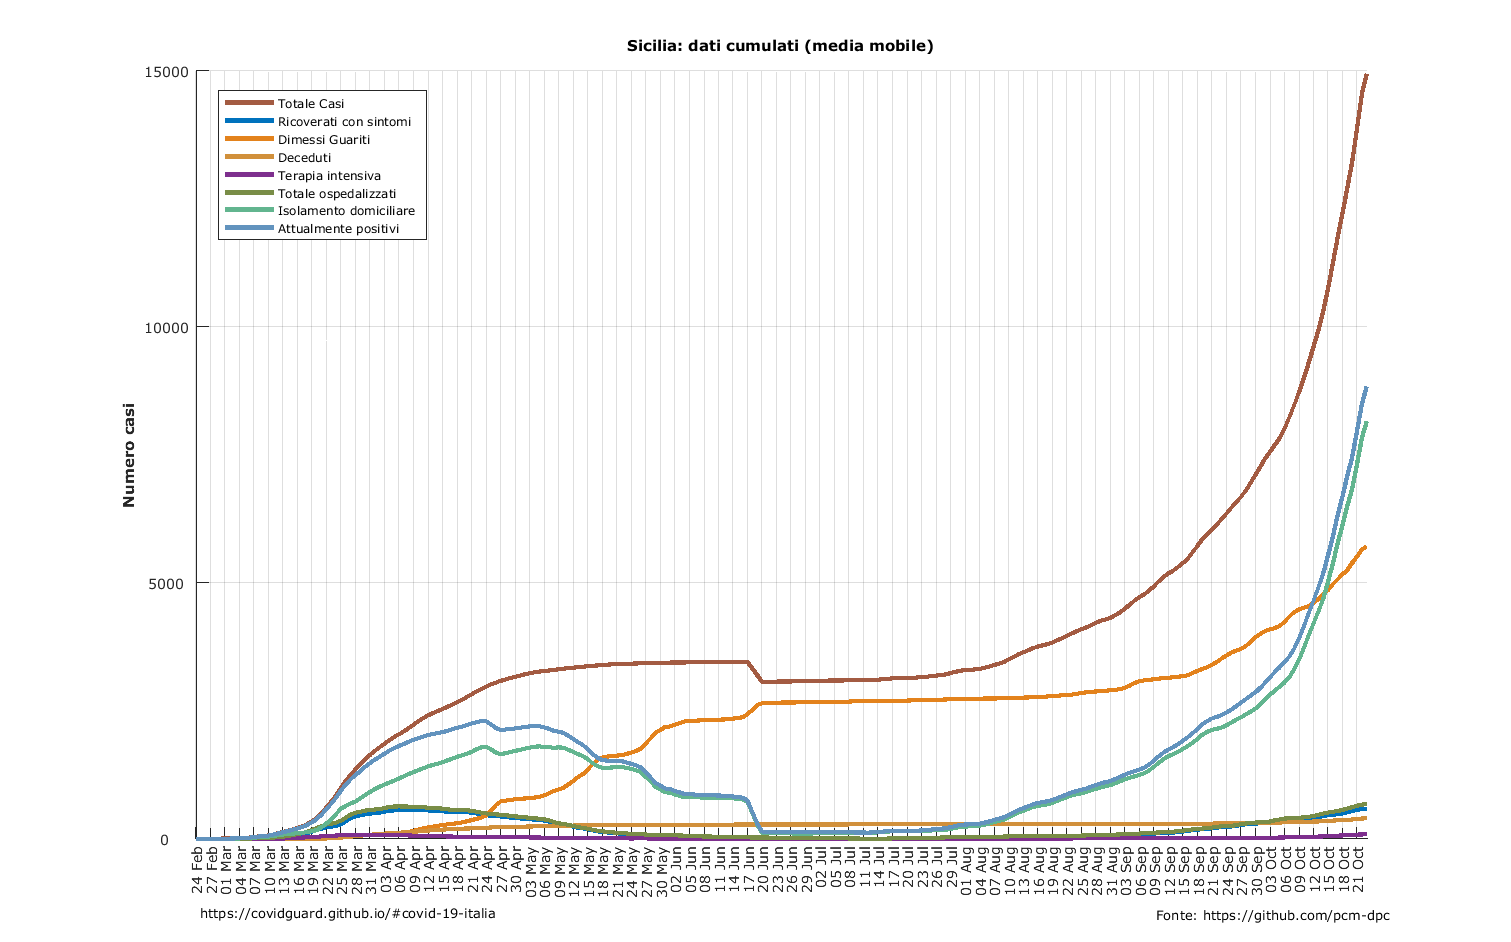 Sicilia: dati cumulati (media mobile)
15000
10000
5000
0
Numero casi
Totale Casi
Ricoverati con sintomi
Dimessi Guariti
Deceduti
Terapia intensiva
Totale ospedalizzati
Isolamento domiciliare
Attualmente positivi
24 Feb
27 Feb
01 Mar
04 Mar
07 Mar
10 Mar
13 Mar
16 Mar
19 Mar
22 Mar
25 Mar
28 Mar
31 Mar
03 Apr
06 Apr
09 Apr
12 Apr
15 Apr
18 Apr
21 Apr
24 Apr
27 Apr
30 Apr
03 May
06 May
09 May
12 May
15 May
18 May
21 May
24 May
27 May
30 May
02 Jun
05 Jun
08 Jun
11 Jun
14 Jun
17 Jun
20 Jun
23 Jun
26 Jun
29 Jun
02 Jul
05 Jul
08 Jul
11 Jul
14 Jul
17 Jul
20 Jul
23 Jul
26 Jul
29 Jul
01 Aug
04 Aug
07 Aug
10 Aug
13 Aug
16 Aug
19 Aug
22 Aug
25 Aug
28 Aug
31 Aug
03 Sep
06 Sep
09 Sep
12 Sep
15 Sep
18 Sep
21 Sep
24 Sep
27 Sep
30 Sep
03 Oct
06 Oct
09 Oct
12 Oct
15 Oct
18 Oct
21 Oct
https://covidguard.github.io/#covid-19-italia
Fonte: https://github.com/pcm-dpc